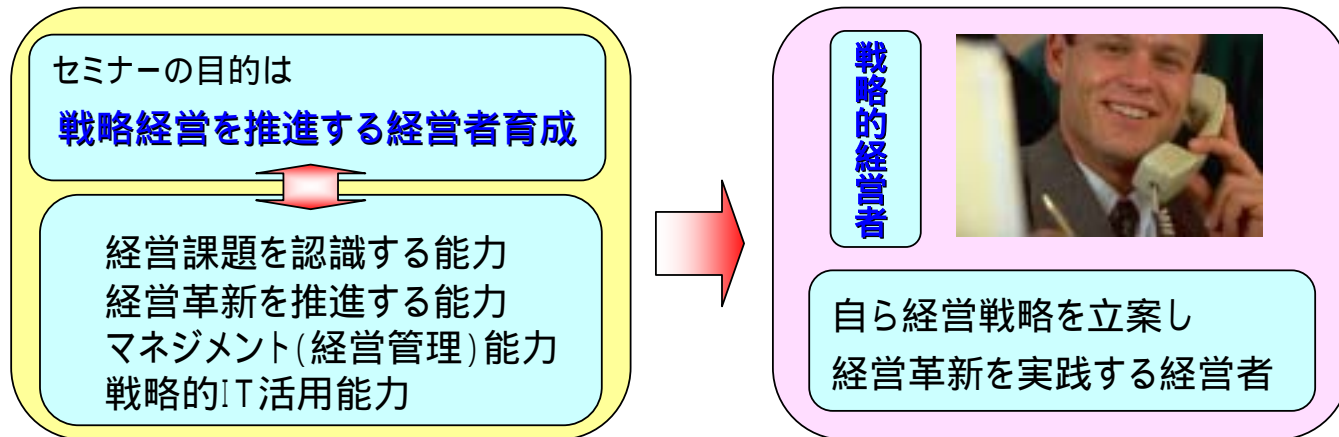 セミナーの目的は
戦略経営を推進する経営者育成
経営課題を認識する能力
経営革新を推進する能力
マネジメント(経営管理)能力
戦略的IT活用能力
戦略的経営者
自ら経営戦略を立案し
経営革新を実践する経営者